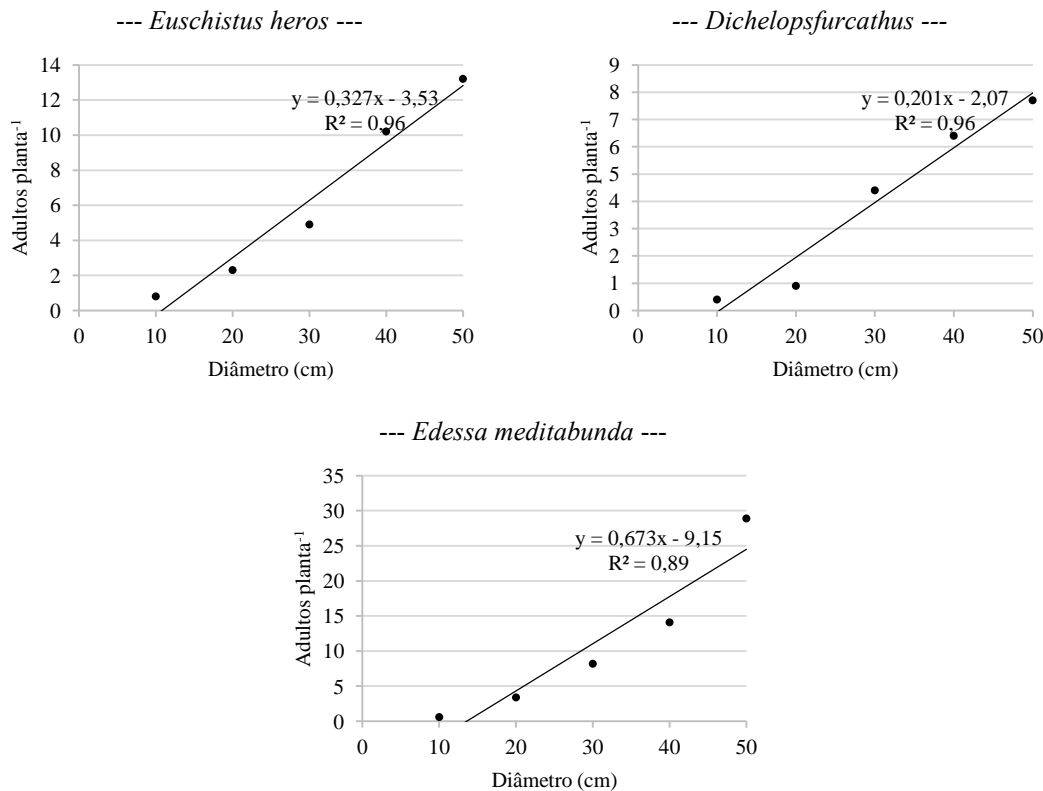 --- Euschistus heros ---
14
12
10
8
6
4
2
0
Adultos planta⁻¹
y = 0,327x - 3,53
R² = 0,96
0 10 20 30 40 50
Diâmetro (cm)
--- Dichelopsfurcathus ---
9
8
7
6
5
4
3
2
1
0
Adultos planta⁻¹
y = 0,201x - 2,07
R² = 0,96
0 10 20 30 40 50
Diâmetro (cm)
--- Edessa meditabunda ---
35
30
25
20
15
10
5
0
Adultos planta⁻¹
y = 0,673x - 9,15
R² = 0,89
0 10 20 30 40 50
Diâmetro (cm)